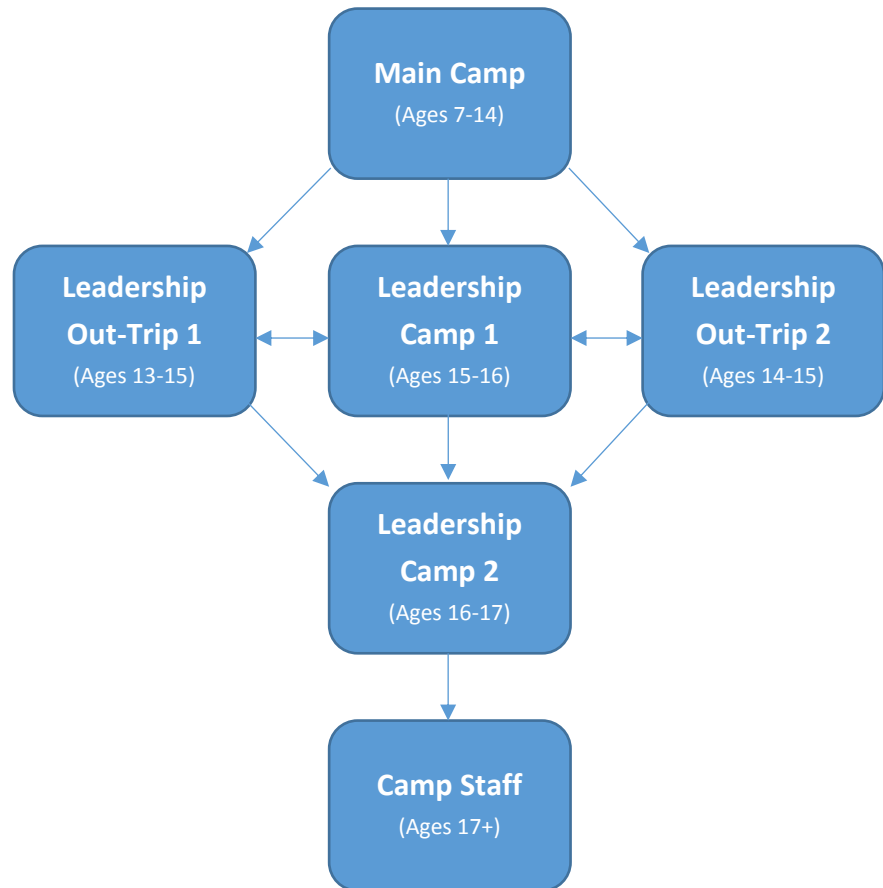 Main Camp
(Ages 7-14)
Leadership
Out-Trip 1
(Ages 13-15)
Leadership
Camp 1
(Ages 15-16)
Leadership
Out-Trip 2
(Ages 14-15)
Leadership
Camp 2
(Ages 16-17)
Camp Staff
(Ages 17+)